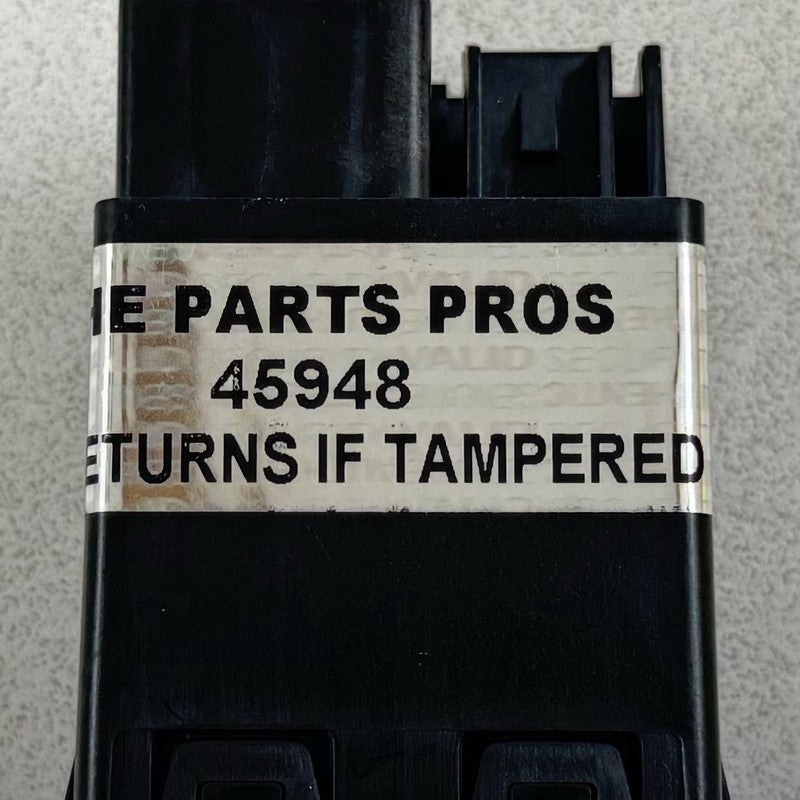 HE PARTS PROS
45948
ETURNS IF TAMPERED